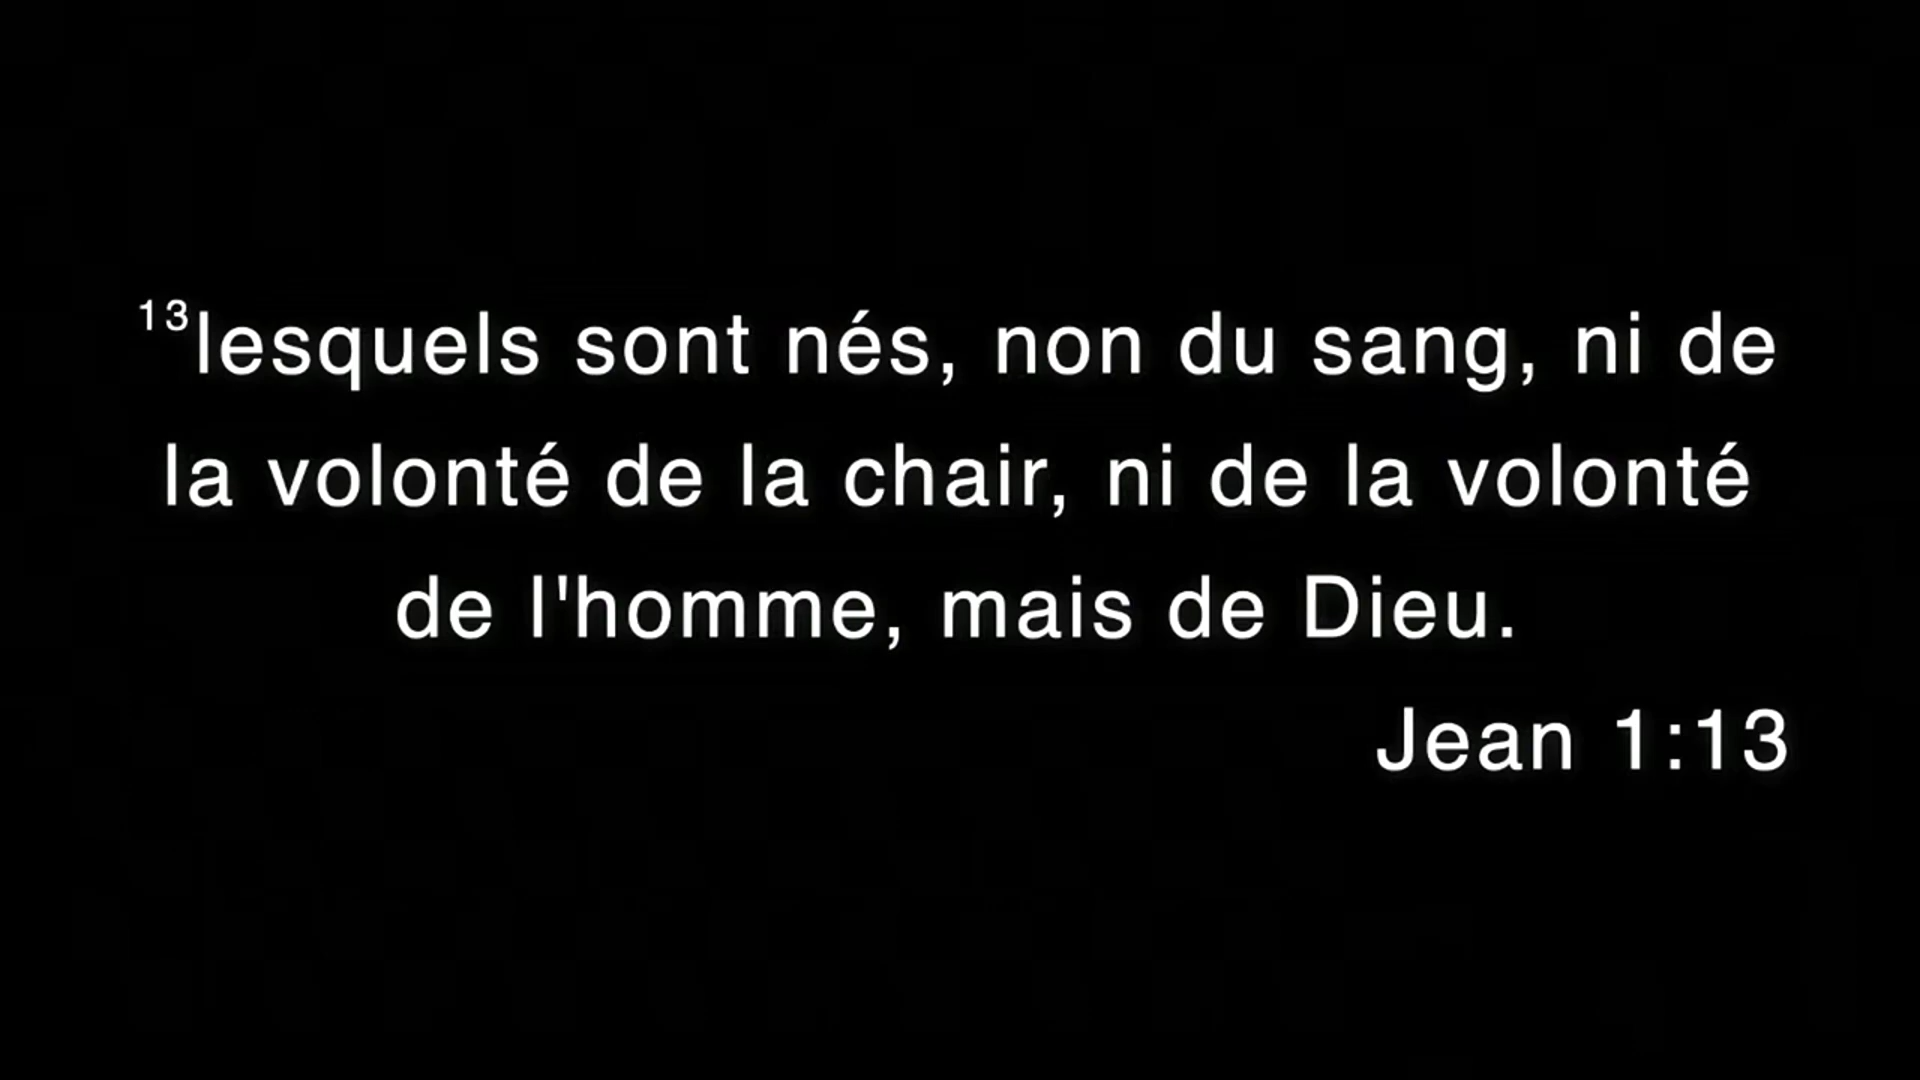 ¹³lesquels sont nés, non du sang, ni de
la volonté de la chair, ni de la volonté
de l'homme, mais de Dieu.
Jean 1:13